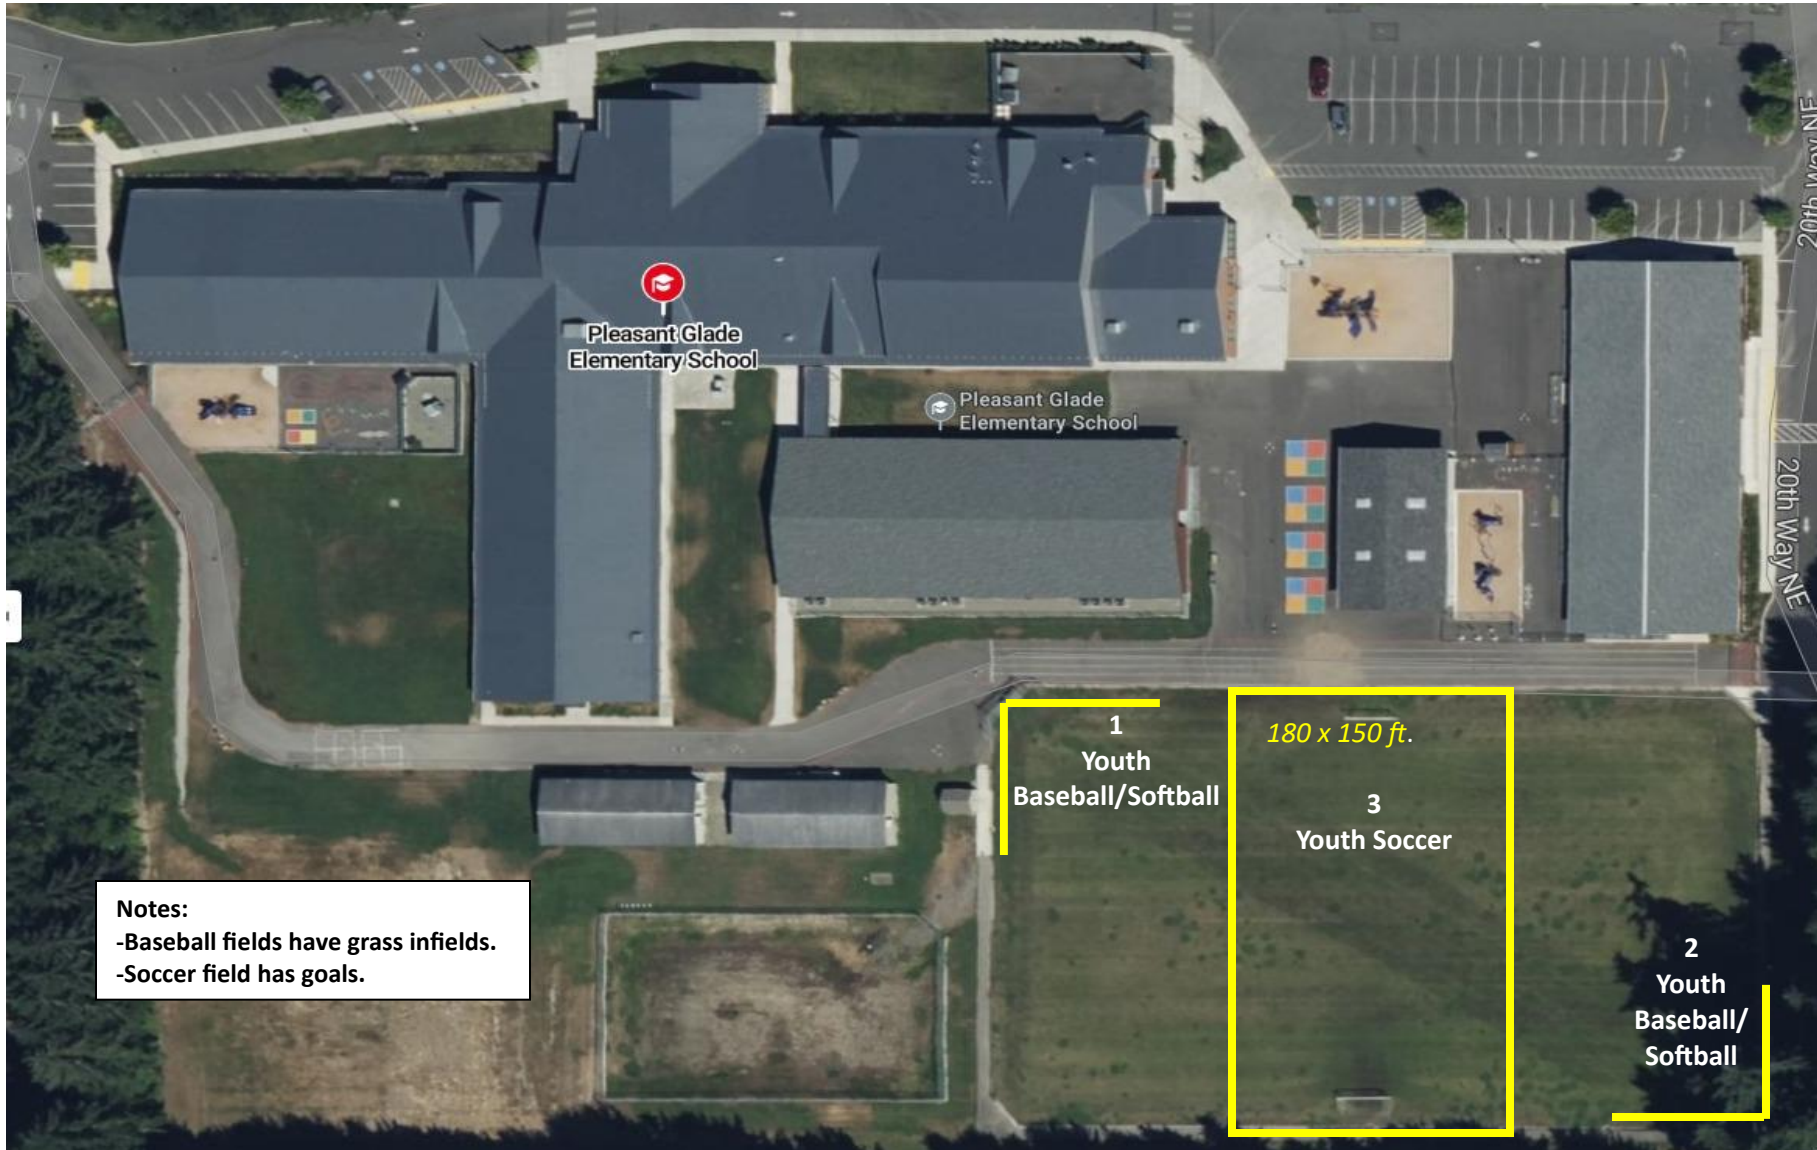 20th Way NE
Pleasant Glade
Elementary School
Pleasant Glade
Elementary School
20th Way NE
1
Youth
Baseball/Softball
180 x 150 ft.
3
Youth Soccer
Notes:
-Baseball fields have grass infields.
-Soccer field has goals.
2
Youth
Baseball/
Softball